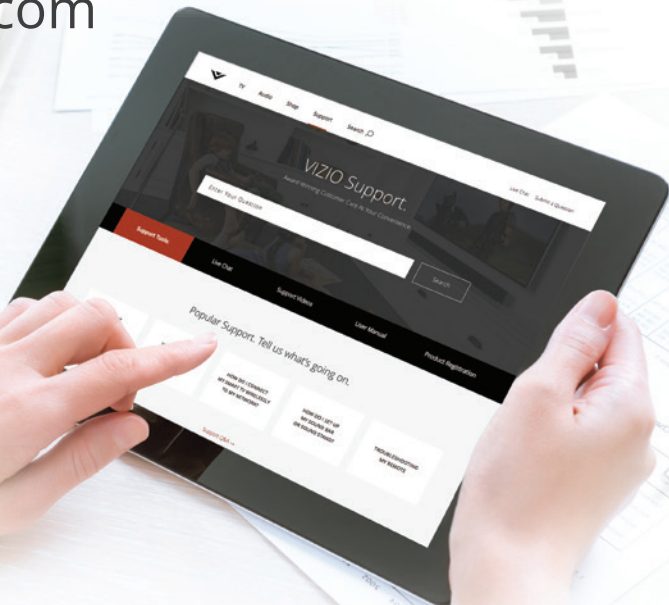 com
TV
Audio
Shop
Support
Search
Live Chat
Submit a Question
VIZIO Support.
Award Winning Customer Care At Your Convenience.
Enter Your Question
Search
Support Tools
Live Chat
Support Videos
User Manual
Product Registration
Popular Support. Tell us what's going on.
HOW DO I CONNECT
MY SMART TV WIRELESSLY
TO MY NETWORK?
HOW DO I SET UP
MY SOUND BAR
OR SOUND STAND?
TROUBLESHOOTING
MY REMOTE
Support Q&A →